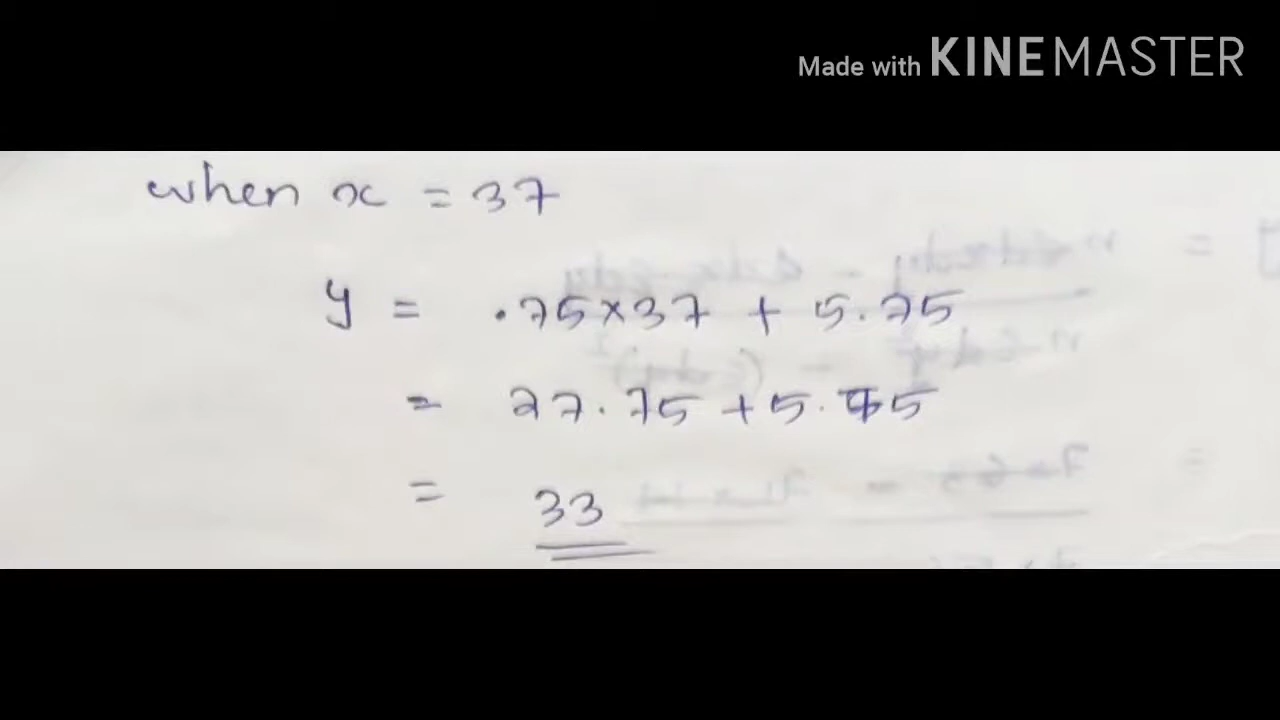 Made with KINEMASTER
when x = 37
y = .75×37 + 5.75
= 27.75 + 5.75
= 33